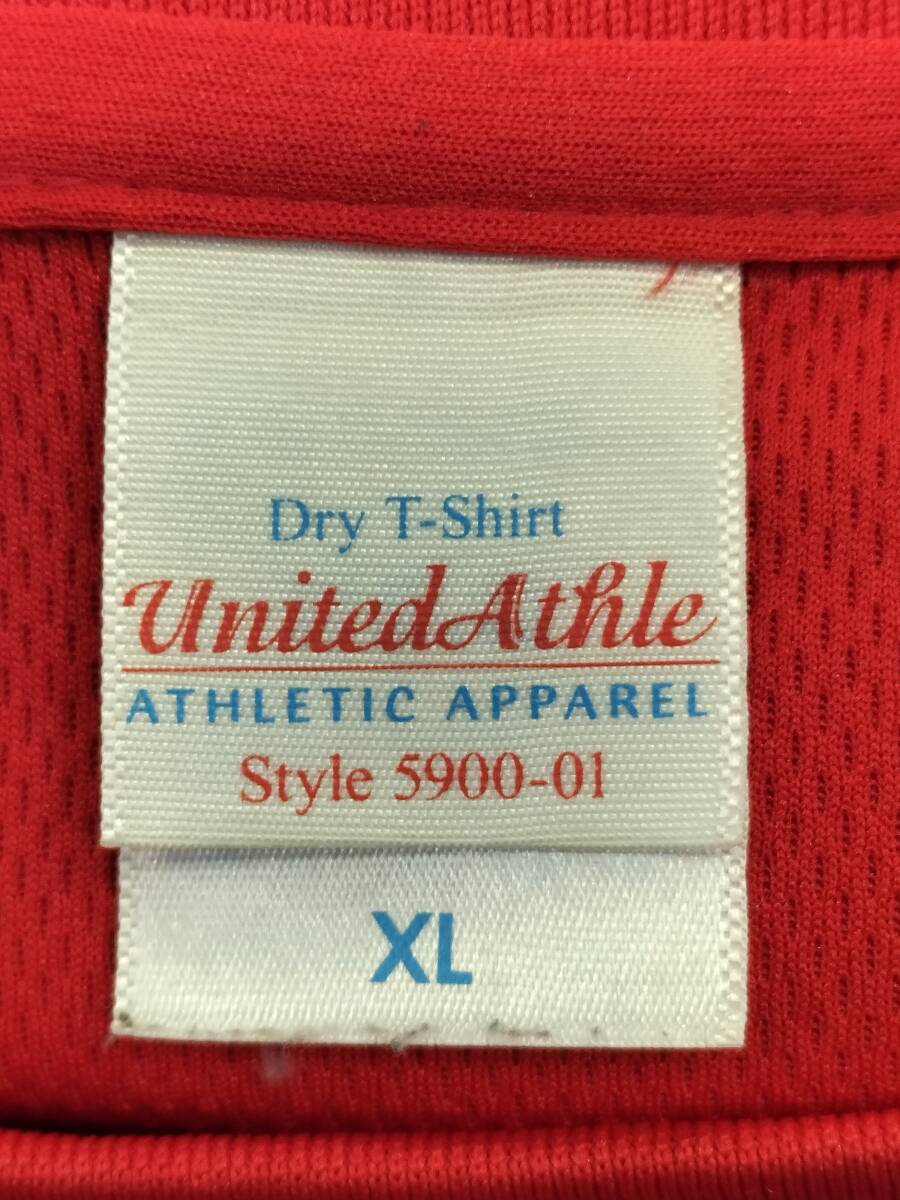 Dry T-Shirt
UnitedAthle
ATHLETIC APPAREL
Style 5900-01
XL